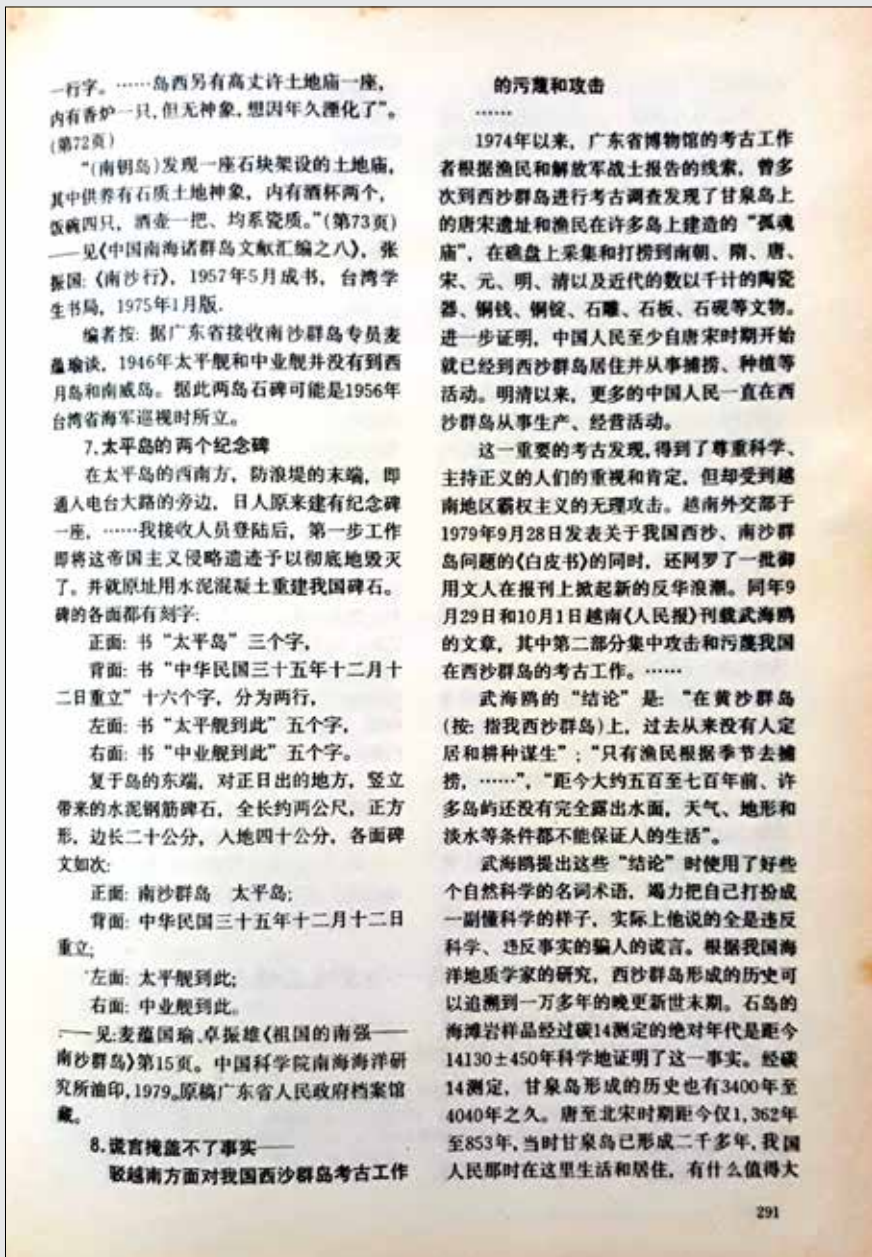 一行字。……岛西另有高丈许土地庙一座，
内有香炉一只，但无神象，想因年久湮化了”。
(第72页)
“(南钥岛)发现一座石块架设的土地庙，
其中供养有石质土地神象，内有酒杯两个，
饭碗四只，酒壶一把、均系瓷质。”(第73页)
——见《中国南海诸群岛文献汇编之八》，张
振国:《南沙行》，1957年5月成书，台湾学
生书局，1975年1月版.
编者按: 据广东省接收南沙群岛专员麦
蕴瑜谈，1946年太平舰和中业舰并没有到西
月岛和南威岛。据此两岛石碑可能是1956年
台湾省海军巡视时所立。
7.太平岛的两个纪念碑
在太平岛的西南方，防浪堤的末端，即
通入电台大路的旁边，日人原来建有纪念碑
一座，……我接收人员登陆后，第一步工作
即将这帝国主义侵略遗迹予以彻底地毁灭
了。并就原址用水泥混凝土重建我国碑石。
碑的各面都有刻字:
正面: 书“太平岛”三个字，
背面: 书“中华民国三十五年十二月十
二日重立”十六个字，分为两行，
左面: 书“太平舰到此”五个字，
右面: 书“中业舰到此”五个字。
复于岛的东端，对正日出的地方，竖立
带来的水泥钢筋碑石，全长约两公尺，正方
形，边长二十公分，人地四十公分，各面碑
文如次:
正面: 南沙群岛　太平岛;
背面: 中华民国三十五年十二月十二日
重立;
左面: 太平舰到此;
右面: 中业舰到此。
——见:麦蕴国瑜、卓振雄《祖国的南强——
南沙群岛》第15页。中国科学院南海海洋研
究所油印，1979。原稿广东省人民政府档案馆
藏。
8.谎言掩盖不了事实——
驳越南方面对我国西沙群岛考古工作
的污蔑和攻击
……
1974年以来，广东省博物馆的考古工作
者根据渔民和解放军战士报告的线索，曾多
次到西沙群岛进行考古调查发现了甘泉岛上
的唐宋遗址和渔民在许多岛上建造的“孤魂
庙”，在礁盘上采集和打捞到南朝、隋、唐、
宋、元、明、清以及近代的数以千计的陶瓷
器、铜钱、铜锭、石雕、石板、石砚等文物。
进一步证明，中国人民至少自唐宋时期开始
就已经到西沙群岛居住并从事捕捞、种植等
活动。明清以来，更多的中国人民一直在西
沙群岛从事生产、经营活动。
这一重要的考古发现，得到了尊重科学、
主持正义的人们的重视和肯定，但却受到越
南地区霸权主义的无理攻击。越南外交部于
1979年9月28日发表关于我国西沙、南沙群
岛问题的《白皮书》的同时，还网罗了一批御
用文人在报刊上掀起新的反华浪潮。同年9
月29日和10月1日越南《人民报》刊载武海鸥
的文章，其中第二部分集中攻击和污蔑我国
在西沙群岛的考古工作。……
武海鸥的“结论”是: “在黄沙群岛
(按: 指我西沙群岛)上，过去从来没有人定
居和耕种谋生”; “只有渔民根据季节去捕
捞，……”，“距今大约五百至七百年前、许
多岛屿还没有完全露出水面，天气、地形和
淡水等条件都不能保证人的生活”。
武海鸥提出这些“结论”时使用了好些
个自然科学的名词术语，竭力把自己打扮成
一副懂科学的样子，实际上他说的全是违反
科学、违反事实的骗人的谎言。根据我国海
洋地质学家的研究，西沙群岛形成的历史可
以追溯到一万多年的晚更新世末期。石岛的
海滩岩样品经过碳14测定的绝对年代是距今
14130±450年科学地证明了这一事实。经碳
14测定，甘泉岛形成的历史也有3400年至
4040年之久。唐至北宋时期距今仅1,362年
至853年，当时甘泉岛已形成二千多年，我国
人民那时在这里生活和居住，有什么值得大
291